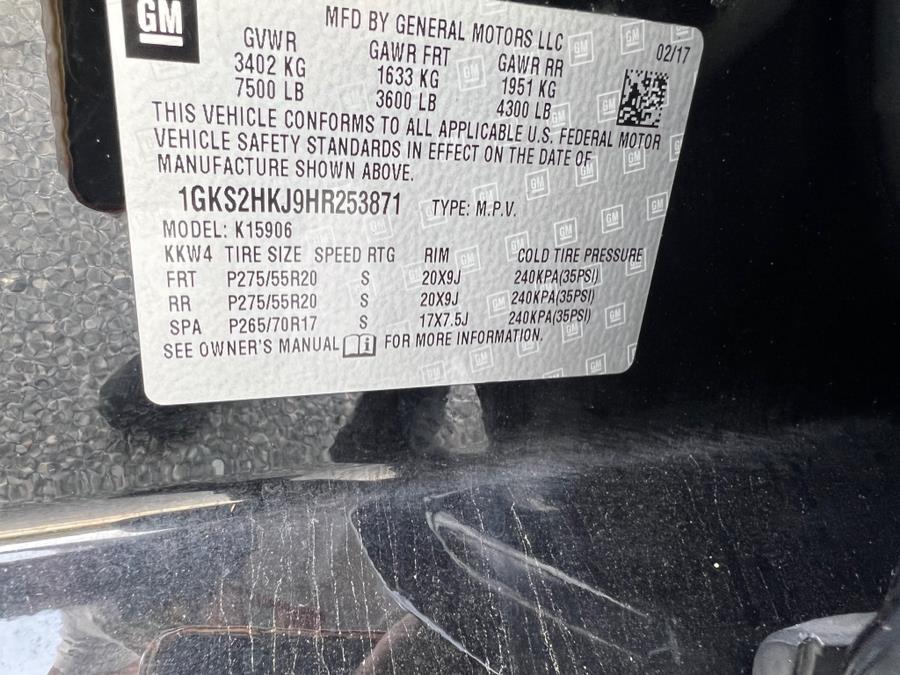 GM
MFD BY GENERAL MOTORS LLC
02/17
GVWR GAWR FRT GAWR RR
3402 KG 1633 KG 1951 KG
7500 LB 3600 LB 4300 LB
THIS VEHICLE CONFORMS TO ALL APPLICABLE U.S. FEDERAL MOTOR
VEHICLE SAFETY STANDARDS IN EFFECT ON THE DATE OF
MANUFACTURE SHOWN ABOVE.
1GKS2HKJ9HR253871 TYPE: M.P.V.
MODEL: K15906
KKW4 TIRE SIZE SPEED RTG RIM COLD TIRE PRESSURE
FRT P275/55R20 S 20X9J 240KPA(35PSI)
RR P275/55R20 S 20X9J 240KPA(35PSI)
SPA P265/70R17 S 17X7.5J 240KPA(35PSI)
SEE OWNER'S MANUAL FOR MORE INFORMATION.